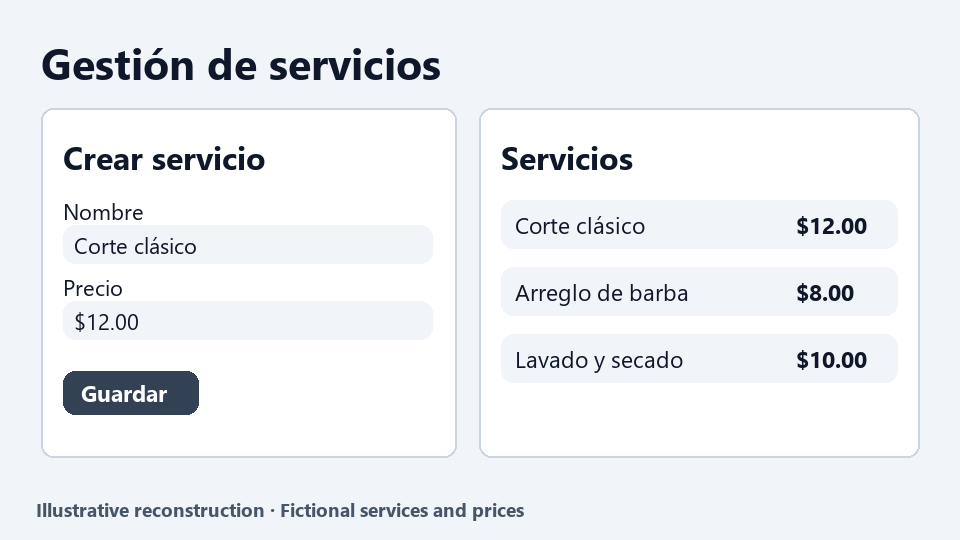 Gestión de servicios
Crear servicio
Nombre
Corte clásico
Precio
$12.00
Guardar
Servicios
Corte clásico $12.00
Arreglo de barba $8.00
Lavado y secado $10.00
Illustrative reconstruction · Fictional services and prices